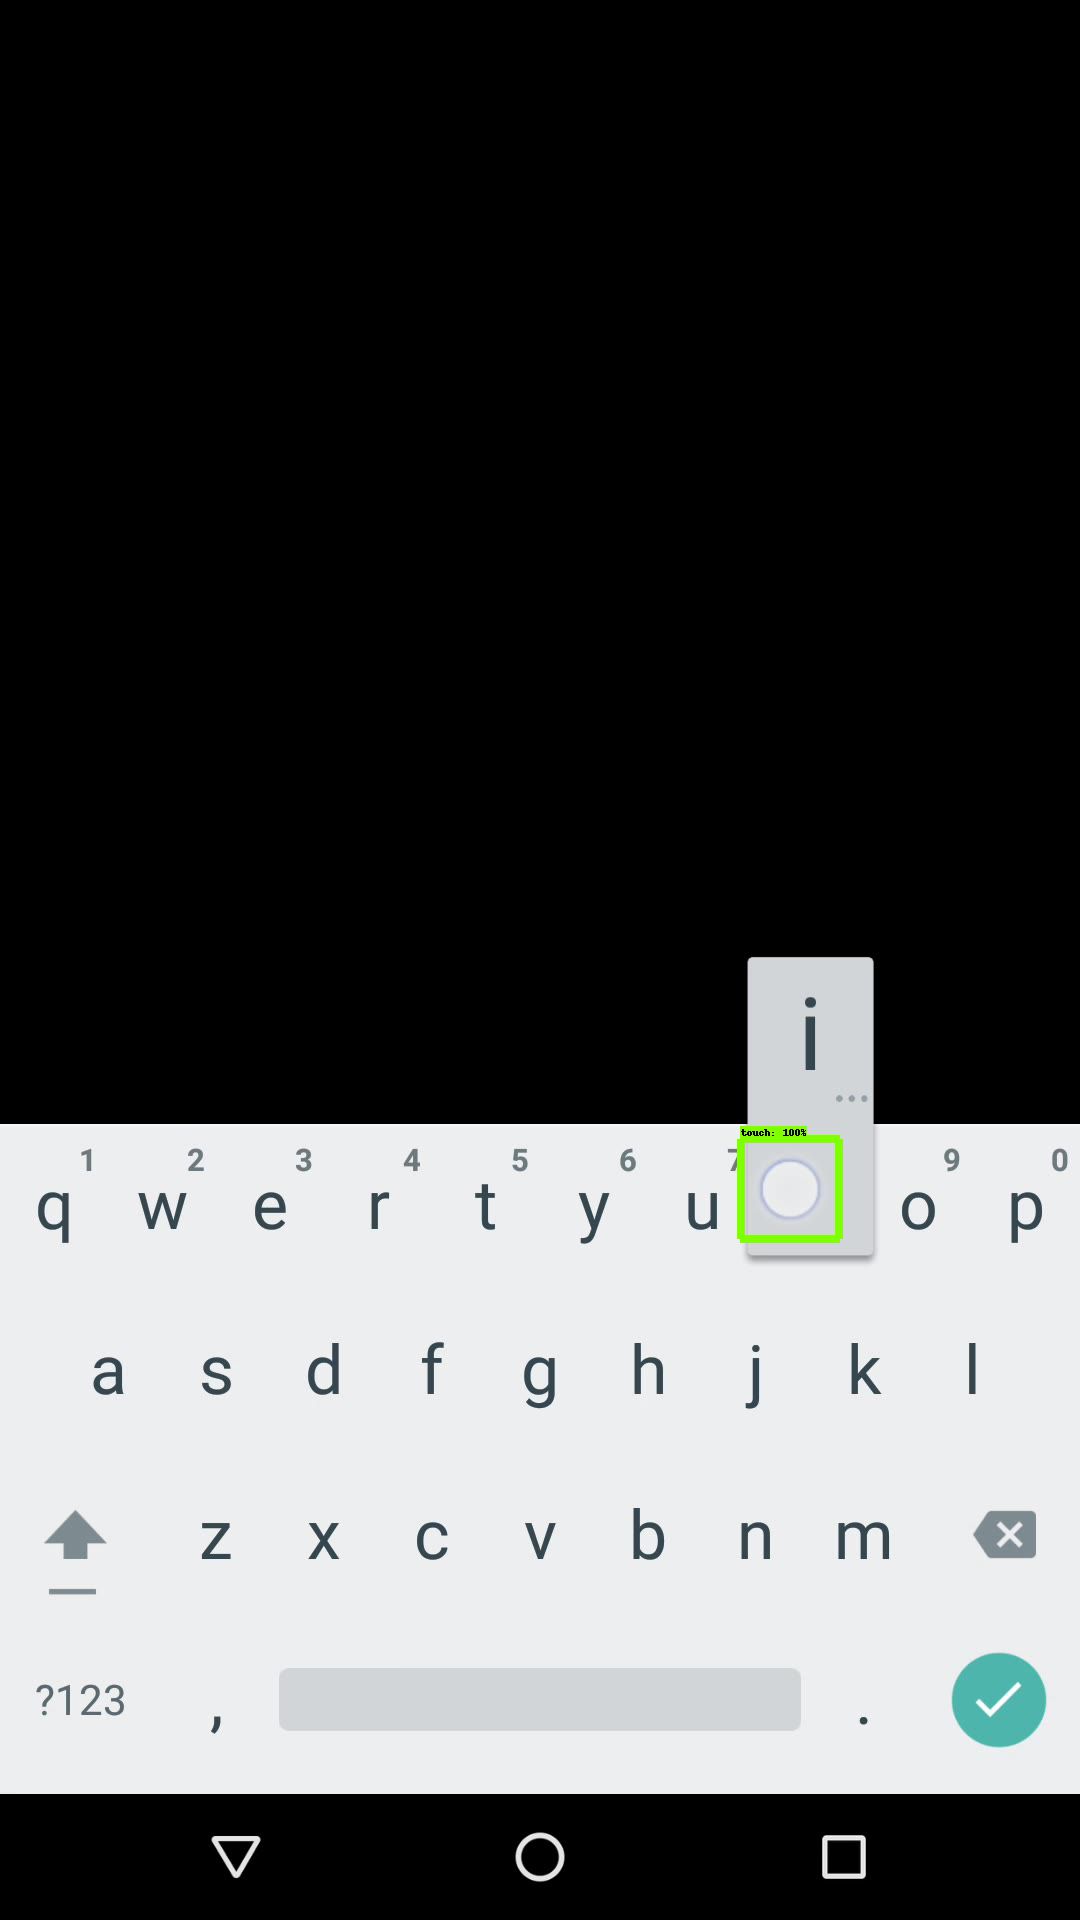 i
...
touch: 100%
1 2 3 4 5 6 7 9 0
q w e r t y u o p
a s d f g h j k l
z x c v b n m
?123 , .